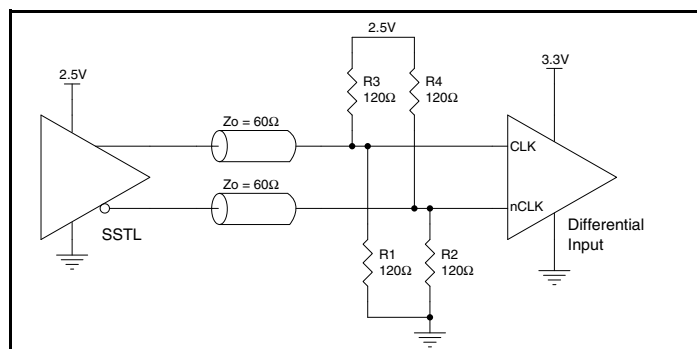 2.5V
2.5V
3.3V
R3
120Ω
R4
120Ω
Zo = 60Ω
CLK
Zo = 60Ω
nCLK
SSTL
Differential
Input
R1
120Ω
R2
120Ω